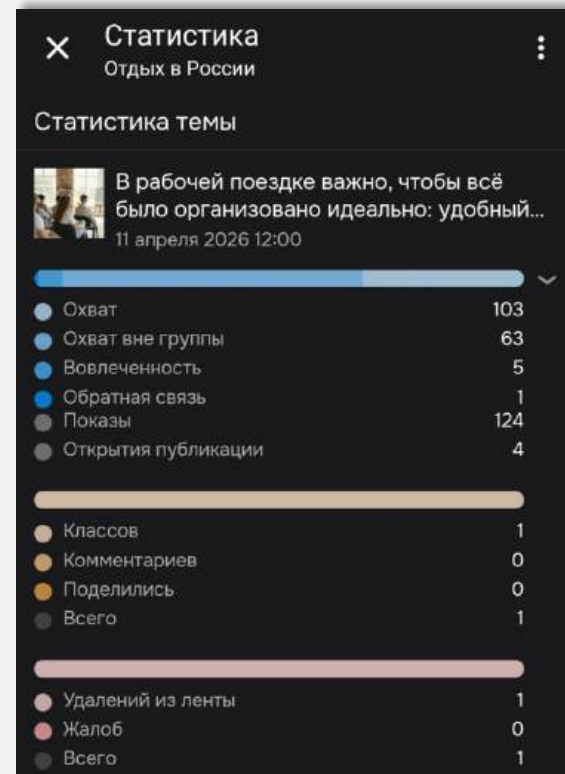 Статистика
Отдых в России
Статистика темы
В рабочей поездке важно, чтобы всё
было организовано идеально: удобный...
11 апреля 2026 12:00
Охват 103
Охват вне группы 63
Вовлеченность 5
Обратная связь 1
Показы 124
Открытия публикации 4
Классов 1
Комментариев 0
Поделились 0
Всего 1
Удалений из ленты 1
Жалоб 0
Всего 1